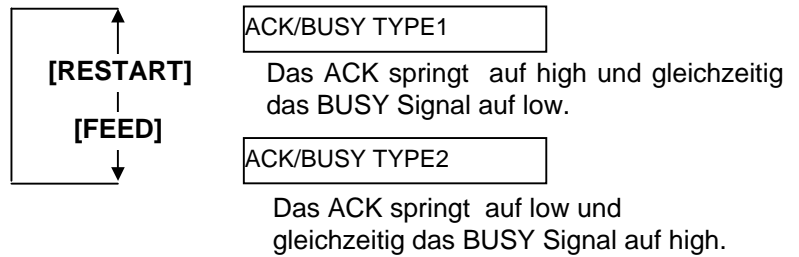 ACK/BUSY TYPE1
[RESTART]
Das ACK springt auf high und gleichzeitig
das BUSY Signal auf low.
[FEED]
ACK/BUSY TYPE2
Das ACK springt auf low und
gleichzeitig das BUSY Signal auf high.